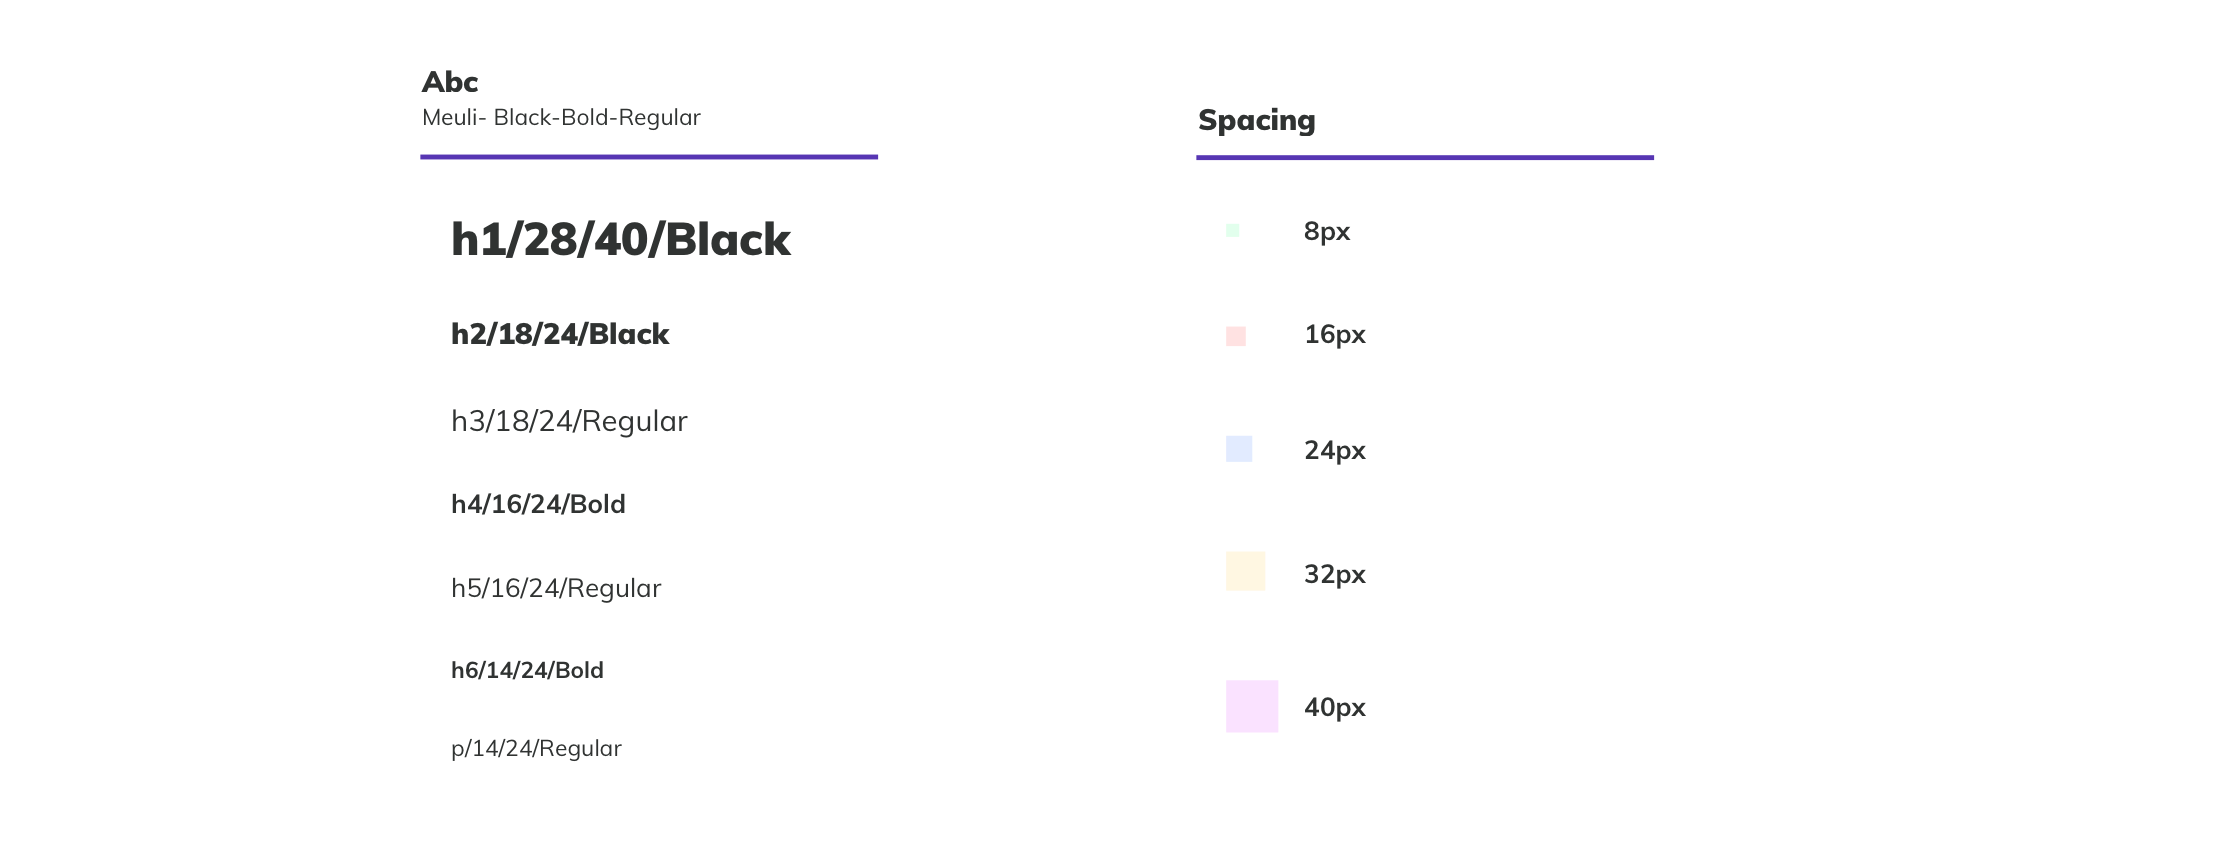 Abc
Meuli- Black-Bold-Regular
h1/28/40/Black
h2/18/24/Black
h3/18/24/Regular
h4/16/24/Bold
h5/16/24/Regular
h6/14/24/Bold
p/14/24/Regular
Spacing
8px
16px
24px
32px
40px